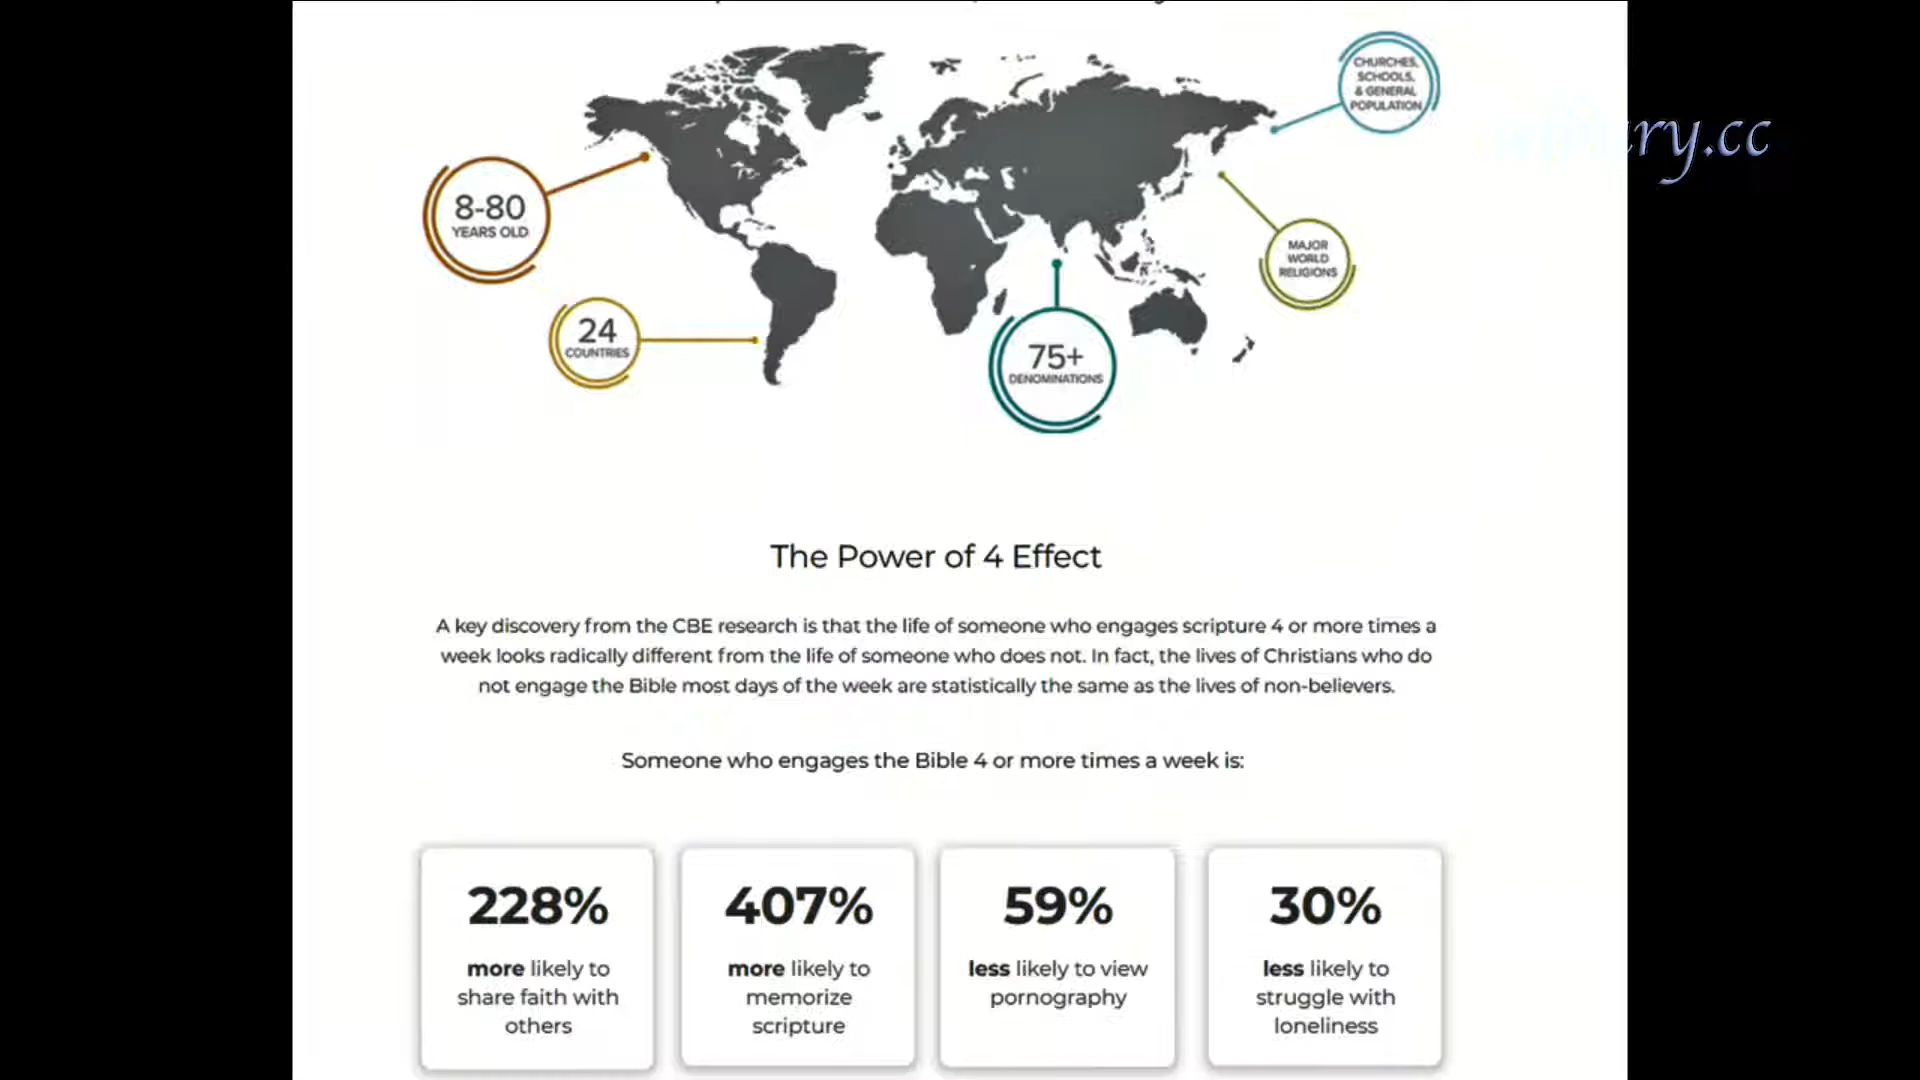 CHURCHES,
SCHOOLS,
& GENERAL
POPULATION
8-80
YEARS OLD
MAJOR
WORLD
RELIGIONS
24
COUNTRIES
75+
DENOMINATIONS
The Power of 4 Effect
A key discovery from the CBE research is that the life of someone who engages scripture 4 or more times a
week looks radically different from the life of someone who does not. In fact, the lives of Christians who do
not engage the Bible most days of the week are statistically the same as the lives of non-believers.
Someone who engages the Bible 4 or more times a week is:
228%
more likely to
share faith with
others
407%
more likely to
memorize
scripture
59%
less likely to view
pornography
30%
less likely to
struggle with
loneliness